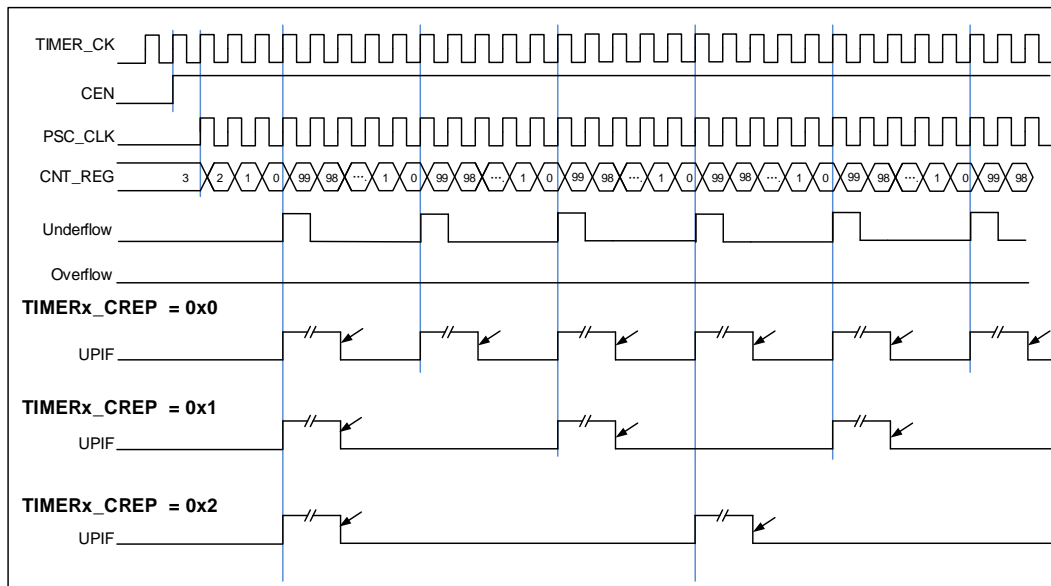 TIMER_CK
CEN
PSC_CLK
CNT_REG 3 2 1 0 99 98 .... 1 0 99 98 .... 1 0 99 98 .... 1 0 99 98 .... 1 0 99 98 .... 1 0 99 98
Underflow
Overflow
TIMERx_CREP = 0x0
UPIF
TIMERx_CREP = 0x1
UPIF
TIMERx_CREP = 0x2
UPIF